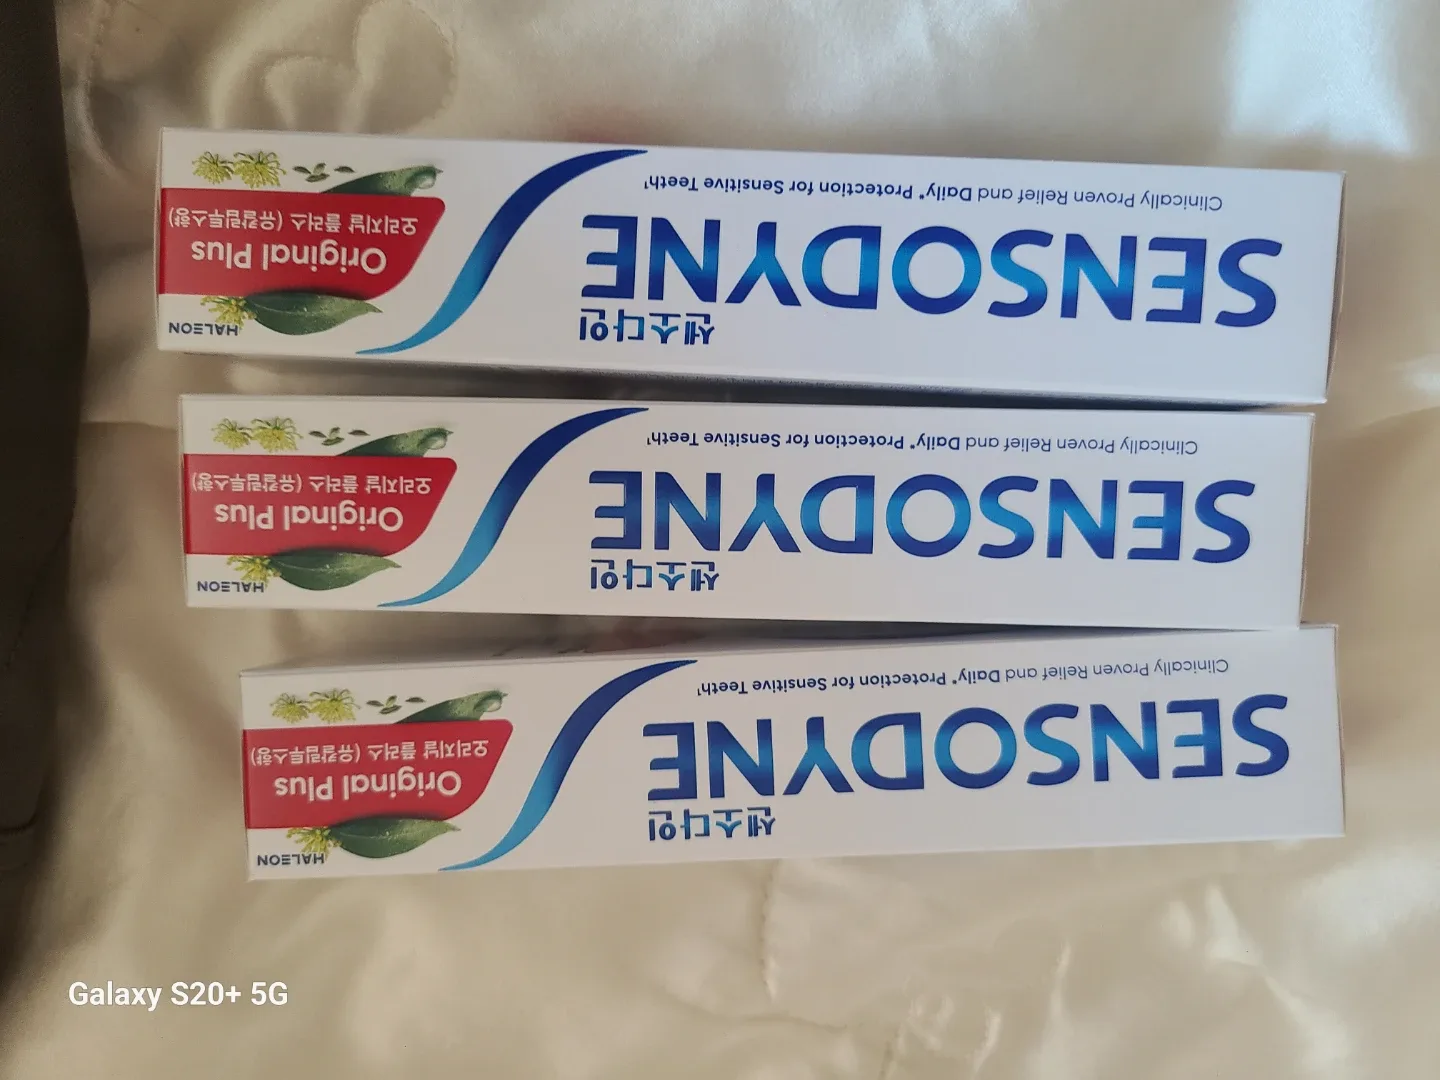 센소다인
SENSODYNE
Clinically Proven Relief and Daily* Protection for Sensitive Teeth¹
HALEON
Original Plus
오리지널 플러스 (유칼립투스향)
센소다인
SENSODYNE
Clinically Proven Relief and Daily* Protection for Sensitive Teeth¹
HALEON
Original Plus
오리지널 플러스 (유칼립투스향)
센소다인
SENSODYNE
Clinically Proven Relief and Daily* Protection for Sensitive Teeth¹
HALEON
Original Plus
오리지널 플러스 (유칼립투스향)
Galaxy S20+ 5G